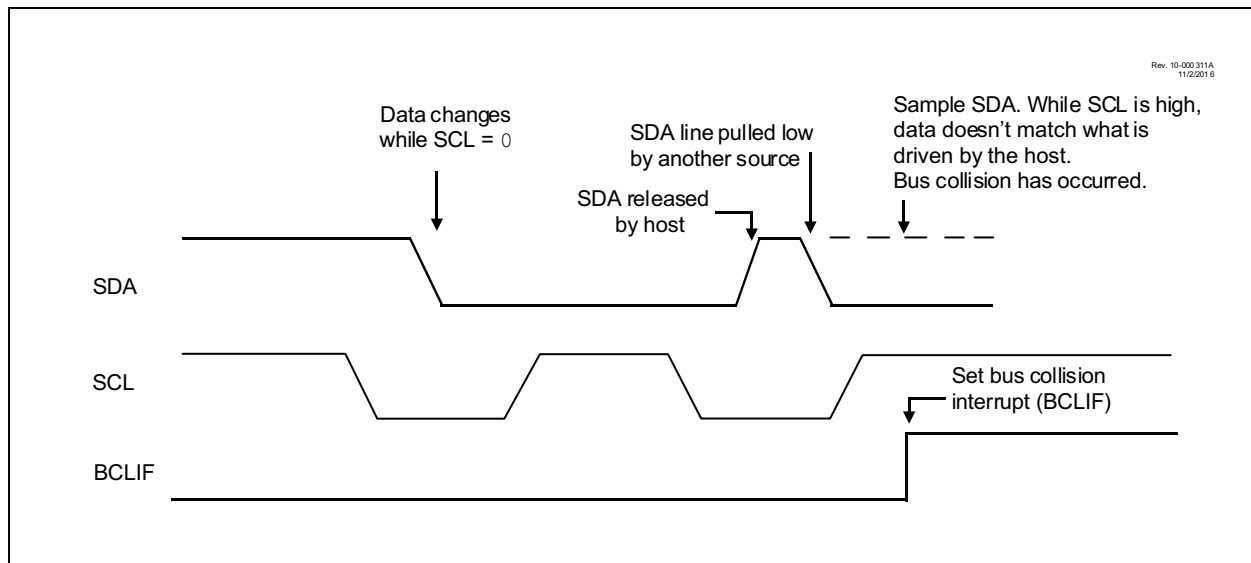 Rev. 10-000 311A
11/2/201 6
Data changes
while SCL = 0
SDA line pulled low
by another source
SDA released
by host
Sample SDA. While SCL is high,
data doesn't match what is
driven by the host.
Bus collision has occurred.
SDA
SCL
Set bus collision
interrupt (BCLIF)
BCLIF